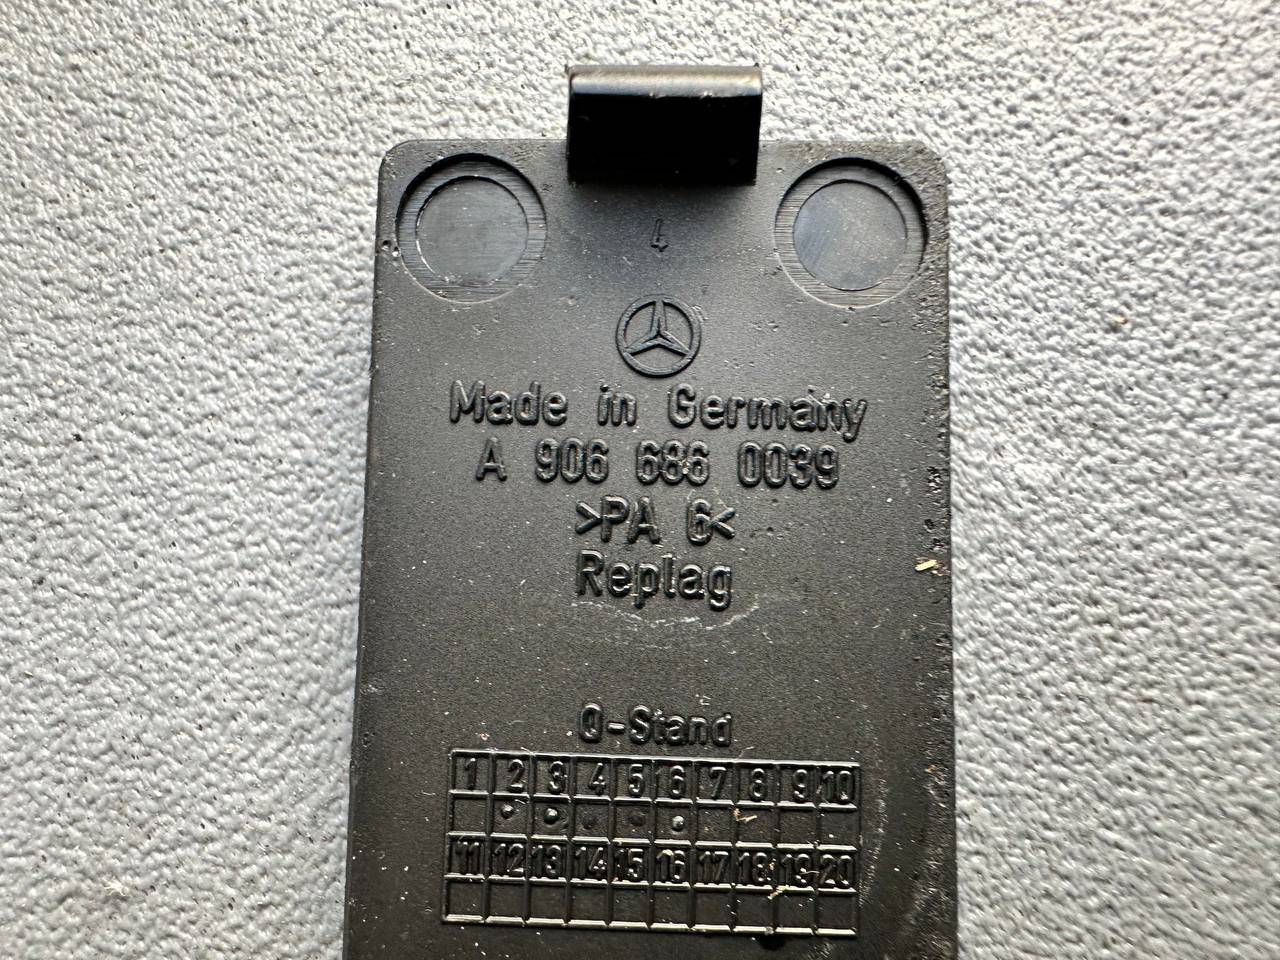 4
Made in Germany
A 906 686 0039
>PA 6<
Replag
Q-Stand
1 2 3 4 5 6 7 8 9 10
11 12 13 14 15 16 17 18 19 20